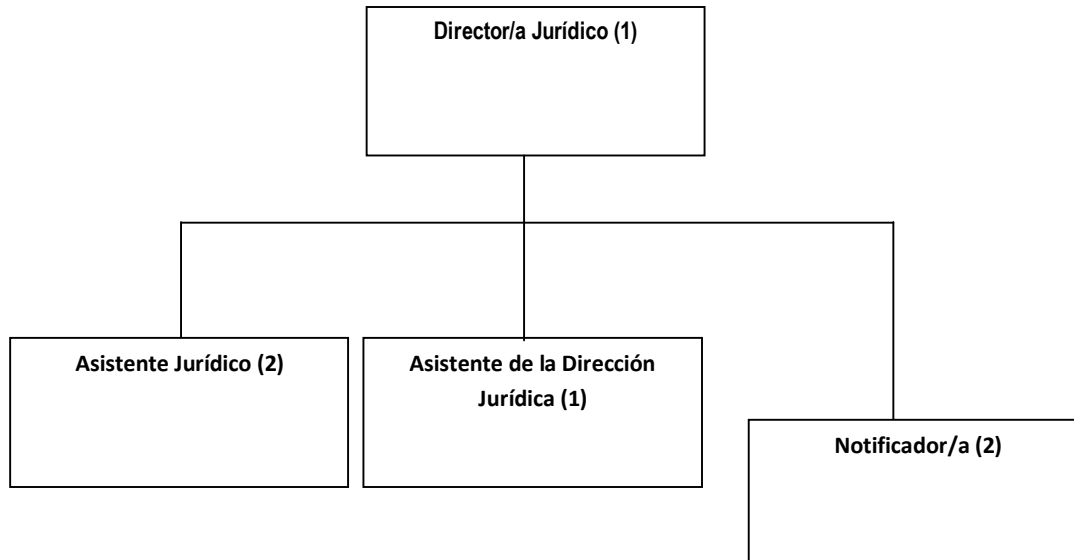 Director/a Jurídico (1)
Asistente Jurídico (2)
Asistente de la Dirección
Jurídica (1)
Notificador/a (2)